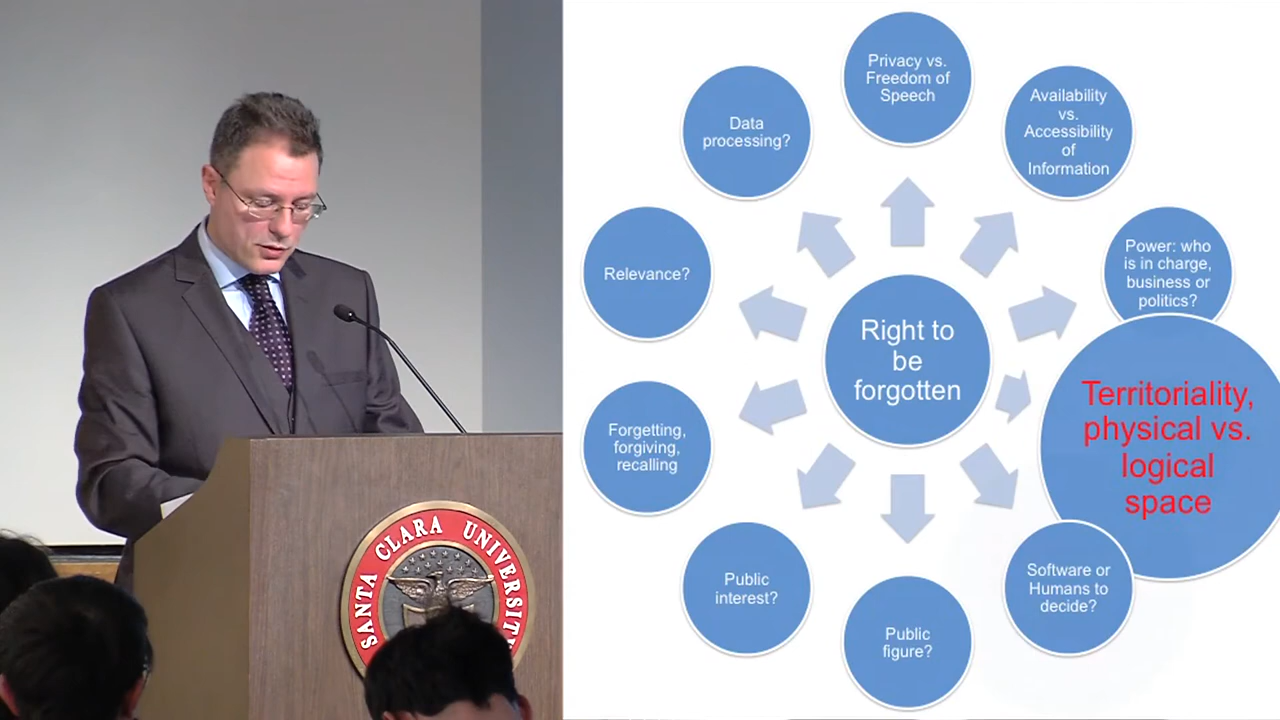 Privacy vs.
Freedom of
Speech
Availability
vs.
Accessibility
of
Information
Power: who
is in charge,
business or
politics?
Territoriality,
physical vs.
logical
space
Software or
Humans to
decide?
Public
figure?
Public
interest?
Forgetting,
forgiving,
recalling
Relevance?
Data
processing?
Right to
be
forgotten
SANTA CLARA UNIVERSITY